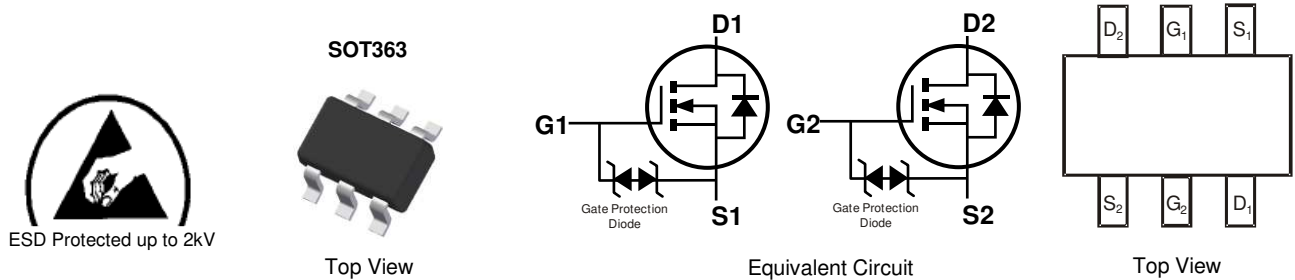 ESD Protected up to 2kV
SOT363
Top View
D1
G1
Gate Protection
Diode
S1
D2
G2
Gate Protection
Diode
S2
Equivalent Circuit
D2
G1
S1
S2
G2
D1
Top View